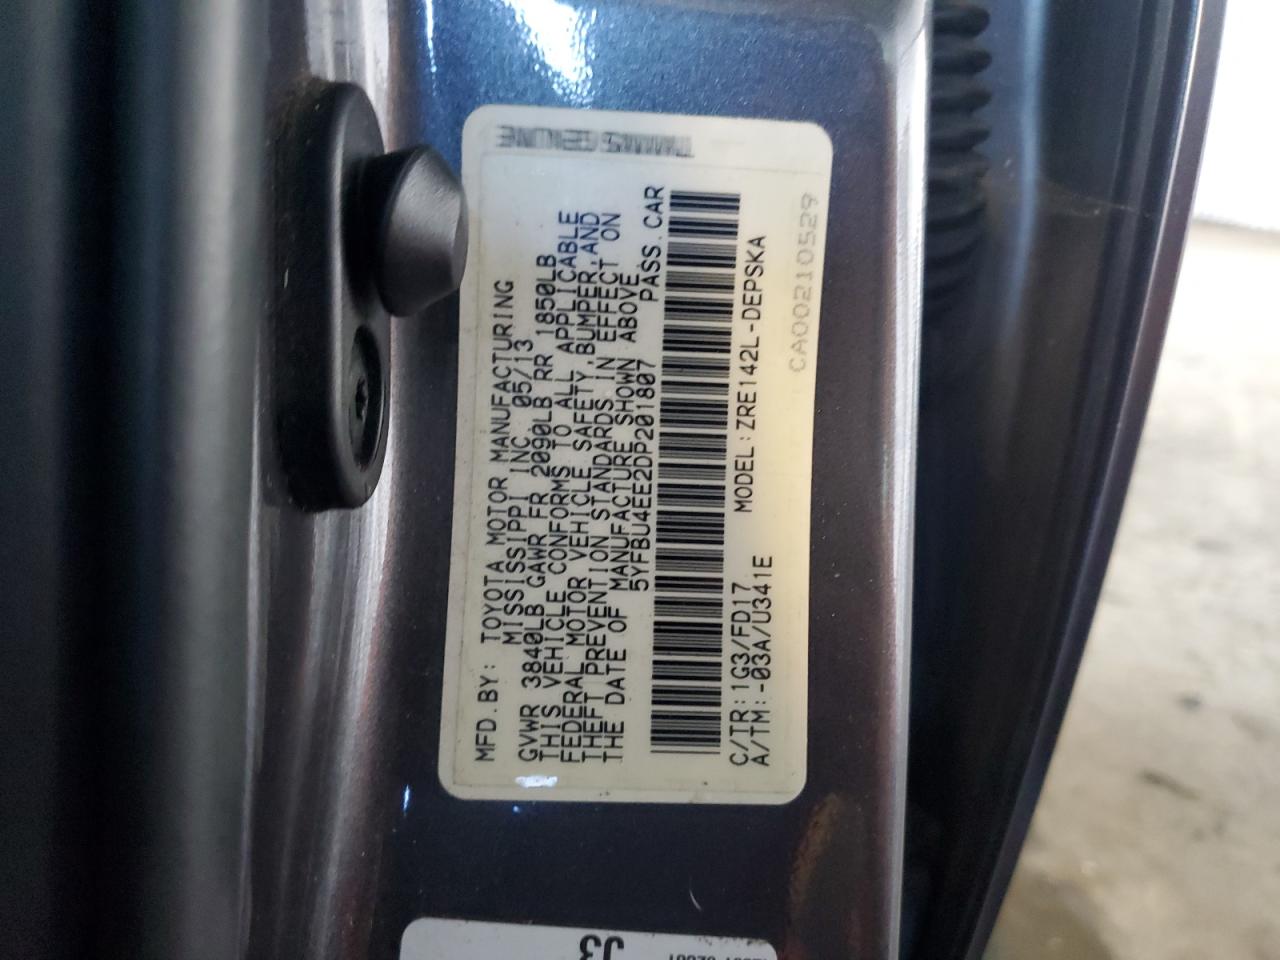 MFD.BY: TOYOTA MOTOR MANUFACTURING
MISSISSIPPI INC. 05/13
GVWR 3840LB GAWR FR 2090LB RR 1850LB
THIS VEHICLE CONFORMS TO ALL APPLICABLE
FEDERAL MOTOR VEHICLE SAFETY, BUMPER, AND
THEFT PREVENTION STANDARDS IN EFFECT ON
THE DATE OF MANUFACTURE SHOWN ABOVE.
5YFBU4EE2DP201807 PASS.CAR
C/TR: 1G3/FD17 MODEL: ZRE142L-DEPSKA
A/TM: -03A/U341E
CA00210529
J3